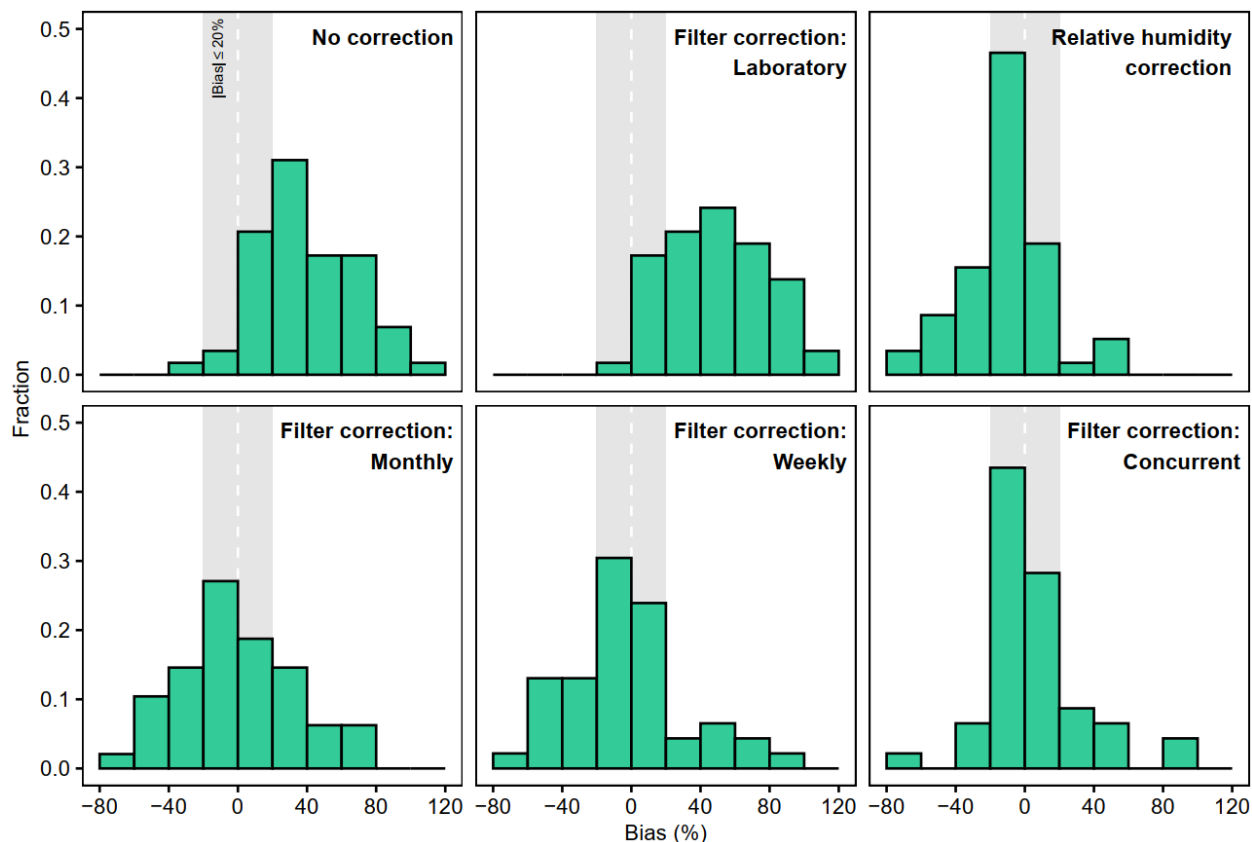 No correction
|Bias| ≤ 20%
Filter correction:
Laboratory
Relative humidity
correction
0.5
0.4
0.3
0.2
0.1
0.0
Fraction
Filter correction:
Monthly
Filter correction:
Weekly
Filter correction:
Concurrent
0.5
0.4
0.3
0.2
0.1
0.0
−80 −40 0 40 80 120
−80 −40 0 40 80 120
−80 −40 0 40 80 120
Bias (%)